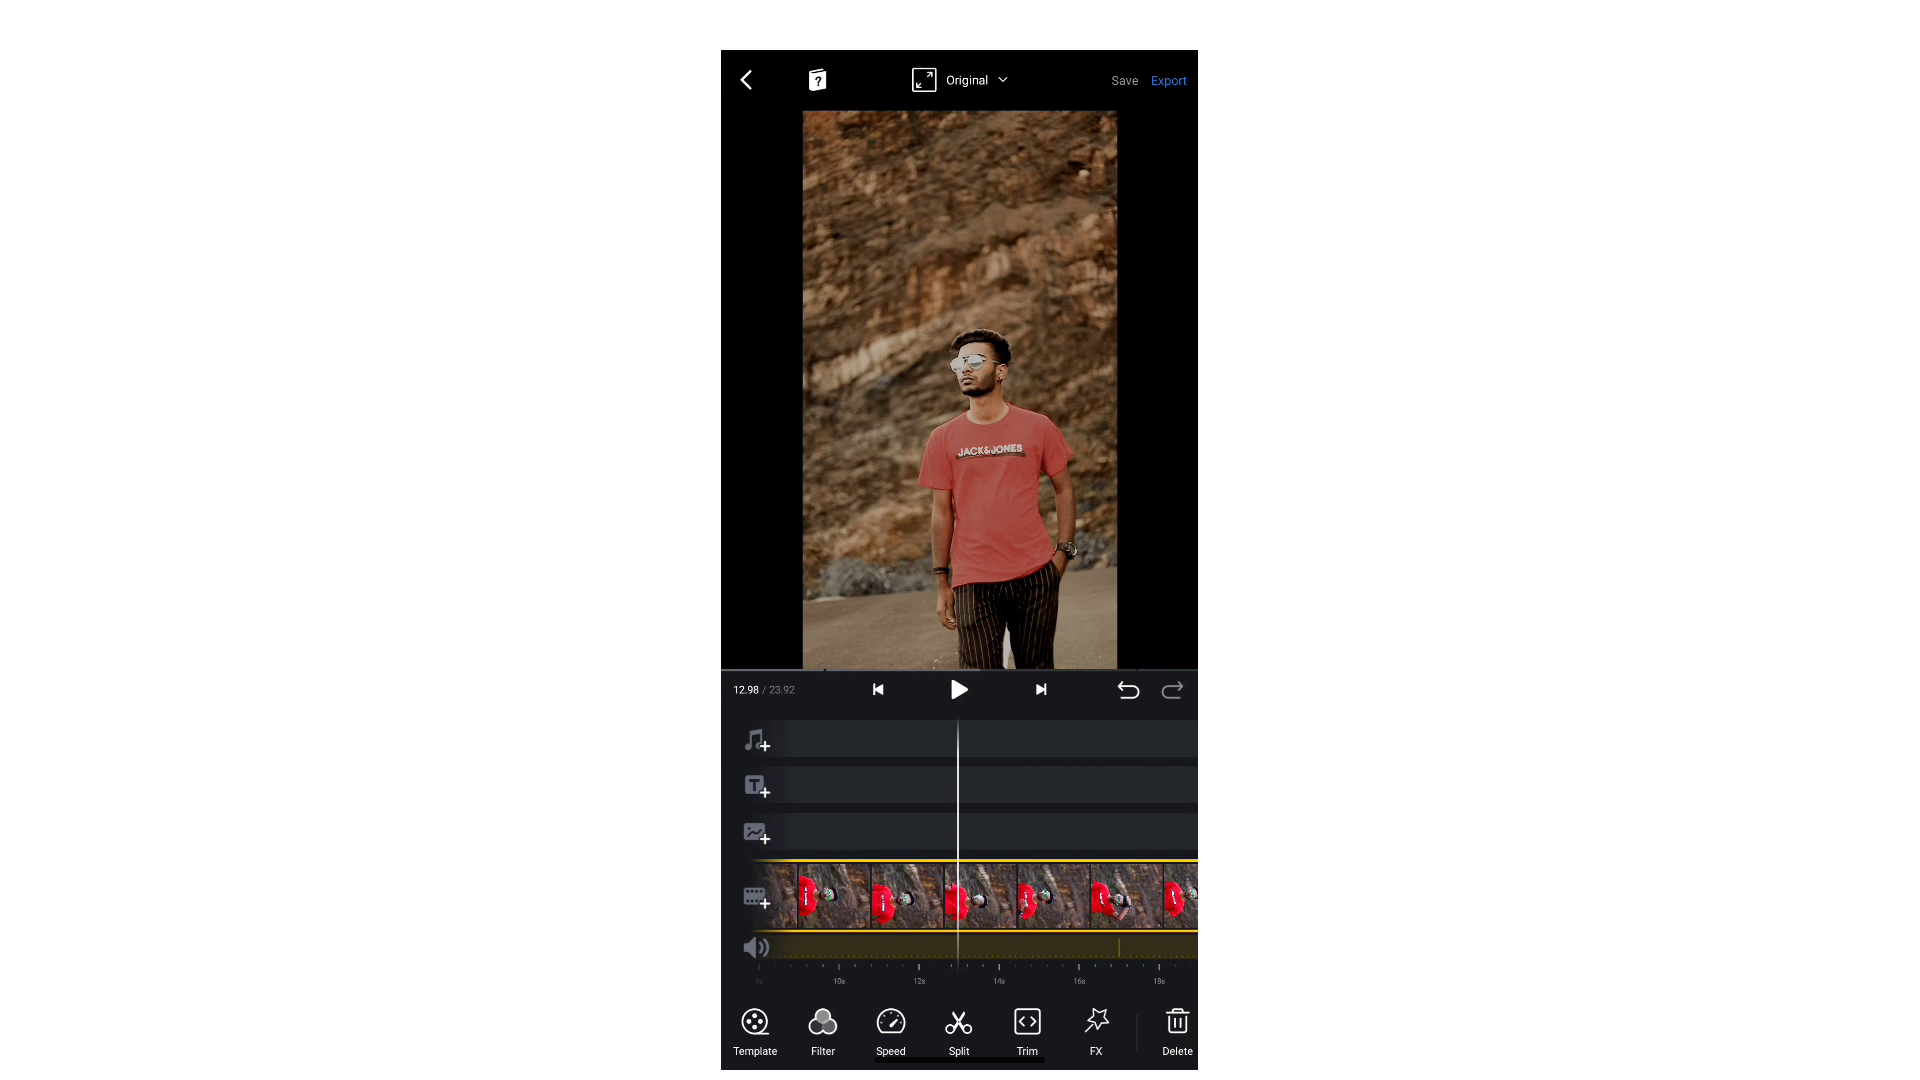 Original
Save Export
JACK&JONES
12.98 / 23.92
8s 10s 12s 14s 16s 18s
Template Filter Speed Split Trim FX Delete